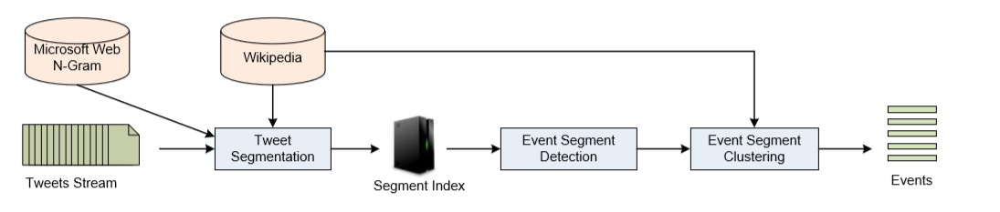 Microsoft Web
N-Gram
Wikipedia
Tweets Stream
Tweet
Segmentation
Segment Index
Event Segment
Detection
Event Segment
Clustering
Events